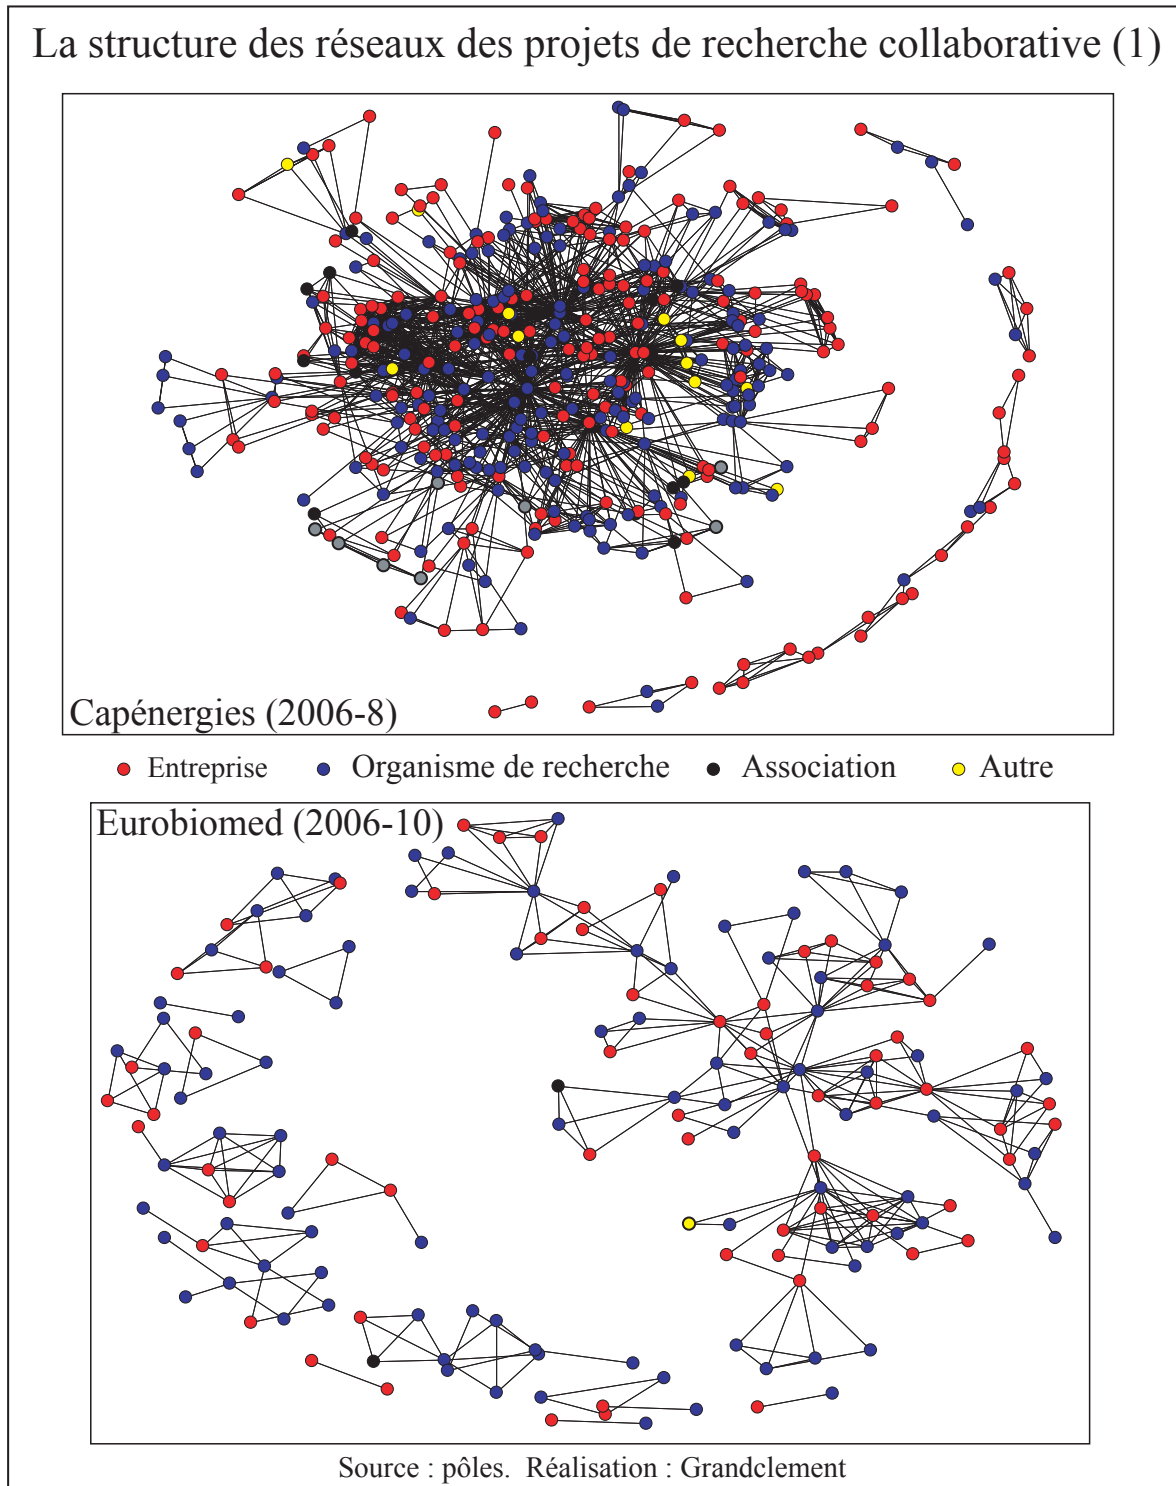 La structure des réseaux des projets de recherche collaborative (1)
Capénergies (2006-8)
Entreprise Organisme de recherche Association Autre
Eurobiomed (2006-10)
Source : pôles. Réalisation : Grandclement